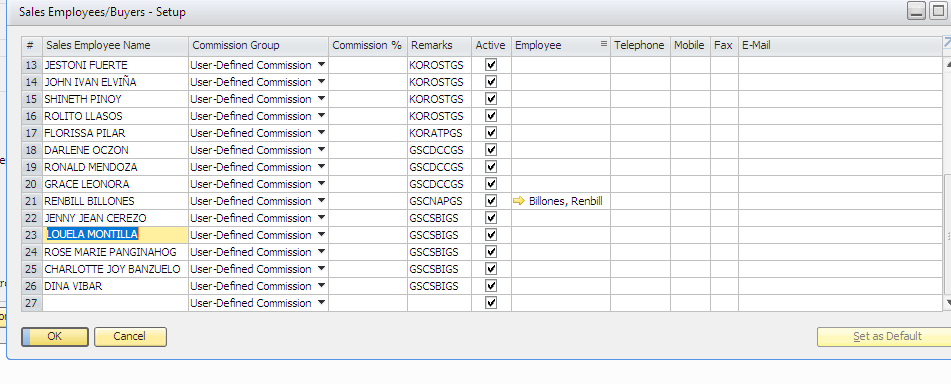 Sales Employees/Buyers - Setup
# Sales Employee Name Commission Group Commission % Remarks Active Employee Telephone Mobile Fax E-Mail
13 JESTONI FUERTE User-Defined Commission KOROSTGS
14 JOHN IVAN ELVIÑA User-Defined Commission KOROSTGS
15 SHINETH PINOY User-Defined Commission KOROSTGS
16 ROLITO LLASOS User-Defined Commission KOROSTGS
17 FLORISSA PILAR User-Defined Commission KORATPGS
18 DARLENE OCZON User-Defined Commission GSCDCCGS
19 RONALD MENDOZA User-Defined Commission GSCDCCGS
20 GRACE LEONORA User-Defined Commission GSCDCCGS
21 RENBILL BILLONES User-Defined Commission GSCNAPGS Billones, Renbill
22 JENNY JEAN CEREZO User-Defined Commission GSCSBIGS
23 LOUELA MONTILLA User-Defined Commission GSCSBIGS
24 ROSE MARIE PANGINAHOG User-Defined Commission GSCSBIGS
25 CHARLOTTE JOY BANZUELO User-Defined Commission GSCSBIGS
26 DINA VIBAR User-Defined Commission GSCSBIGS
27 User-Defined Commission
OK Cancel Set as Default